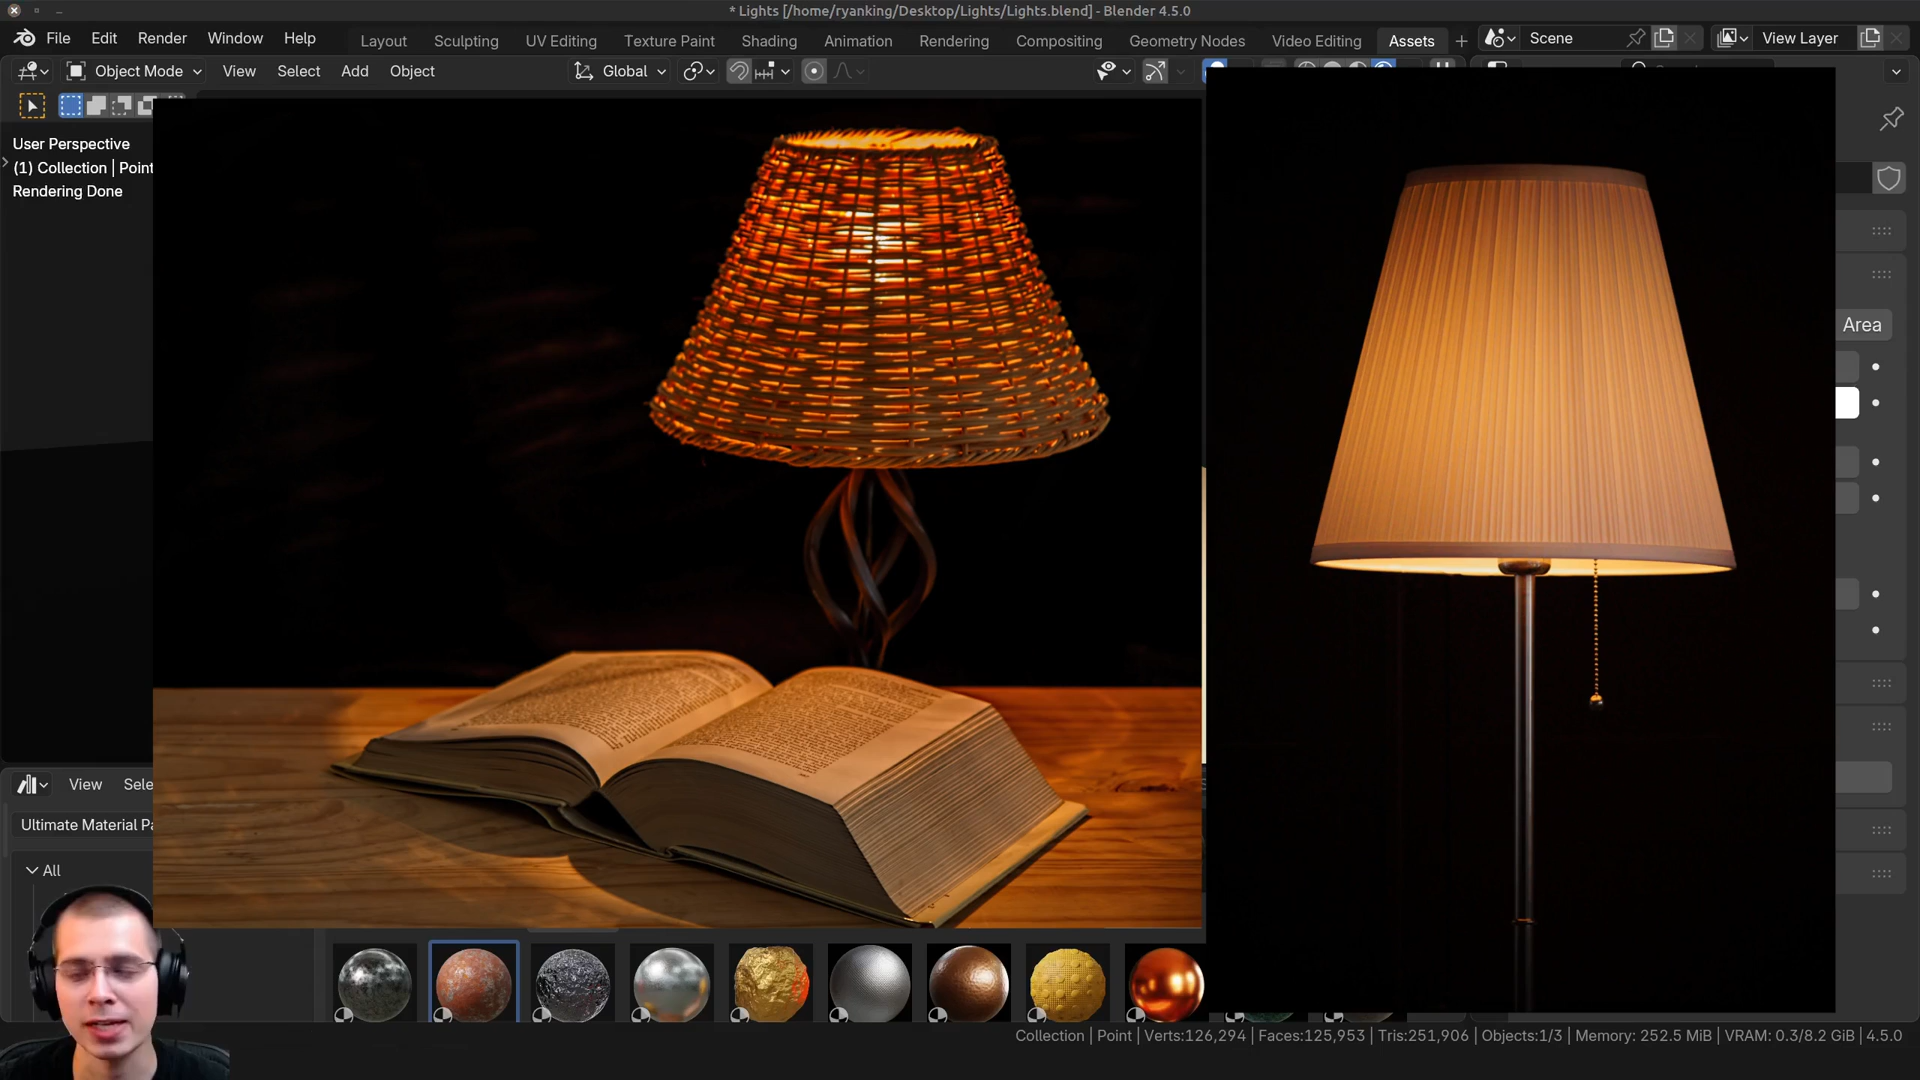 * Lights [/home/ryanking/Desktop/Lights/Lights.blend] - Blender 4.5.0
File Edit Render Window Help Layout Sculpting UV Editing Texture Paint Shading Animation Rendering Compositing Geometry Nodes Video Editing Assets + Scene View Layer
Object Mode View Select Add Object Global
User Perspective
(1) Collection | Point
Rendering Done
Area
View Sele
Ultimate Material Pa
All
Collection | Point | Verts:126,294 | Faces:125,953 | Tris:251,906 | Objects:1/3 | Memory: 252.5 MiB | VRAM: 0.3/8.2 GiB | 4.5.0